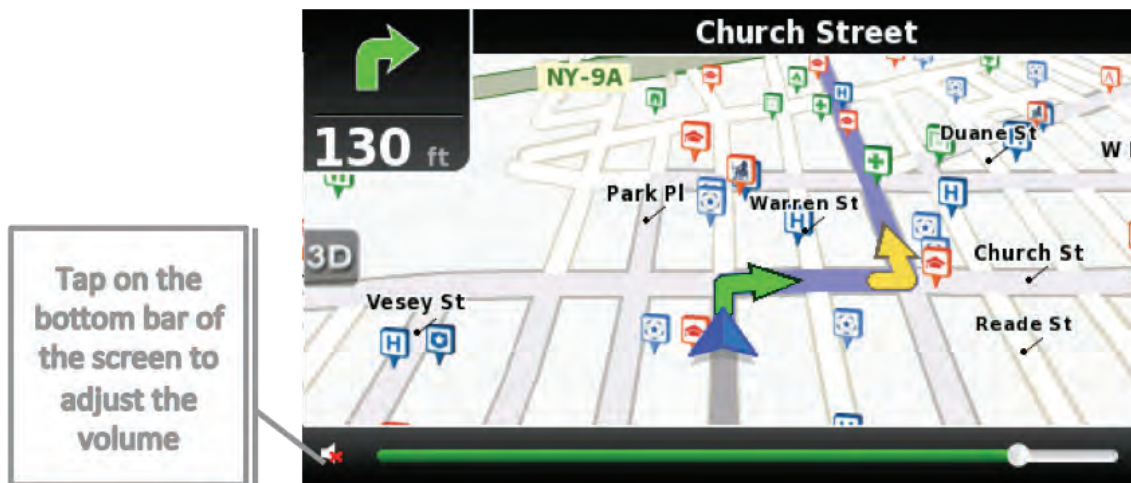 Church Street
130 ft
NY-9A
Duane St
W
Park Pl
Warren St
3D
Church St
Vesey St
Reade St
H
H
H
H
Tap on the
bottom bar of
the screen to
adjust the
volume